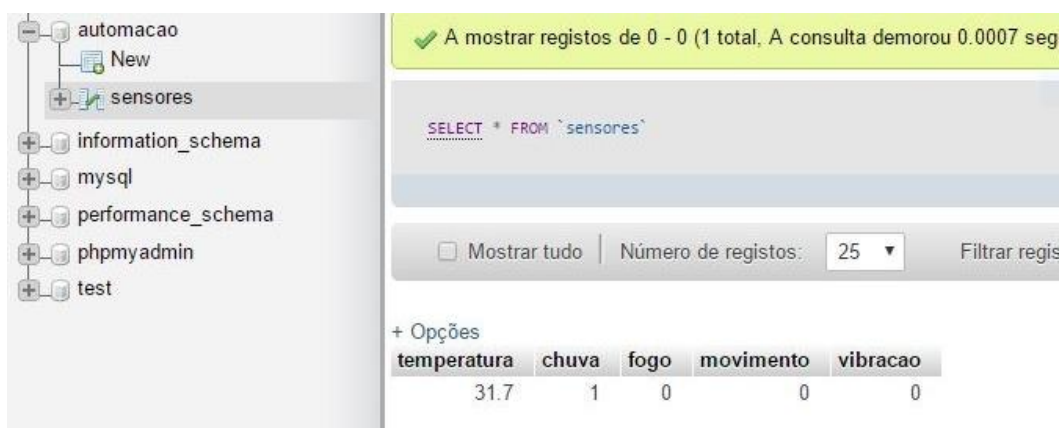 automacao
New
sensores
information_schema
mysql
performance_schema
phpmyadmin
test
A mostrar registos de 0 - 0 (1 total, A consulta demorou 0.0007 seg
SELECT * FROM `sensores`
Mostrar tudo Número de registos: 25 Filtrar regis
+ Opções
temperatura chuva fogo movimento vibracao
31.7 1 0 0 0